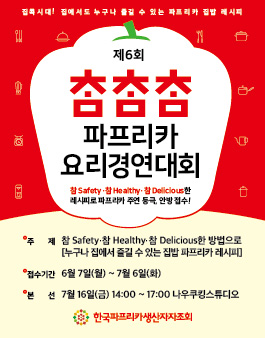 집콕시대! 집에서도 누구나 즐길 수 있는 파프리카 집밥 레시피
제6회
참참참
파프리카
요리경연대회
참 Safety·참 Healthy·참 Delicious한
레시피로 파프리카 주연 등극, 안방 접수!
주 제 참 Safety·참 Healthy·참 Delicious한 방법으로
[누구나 집에서 즐길 수 있는 집밥 파프리카 레시피]
접수기간 6월 7일(월) ~ 7월 6일(화)
본 선 7월 16일(금) 14:00 ~ 17:00 나우쿠킹스튜디오
한국파프리카생산자자조회